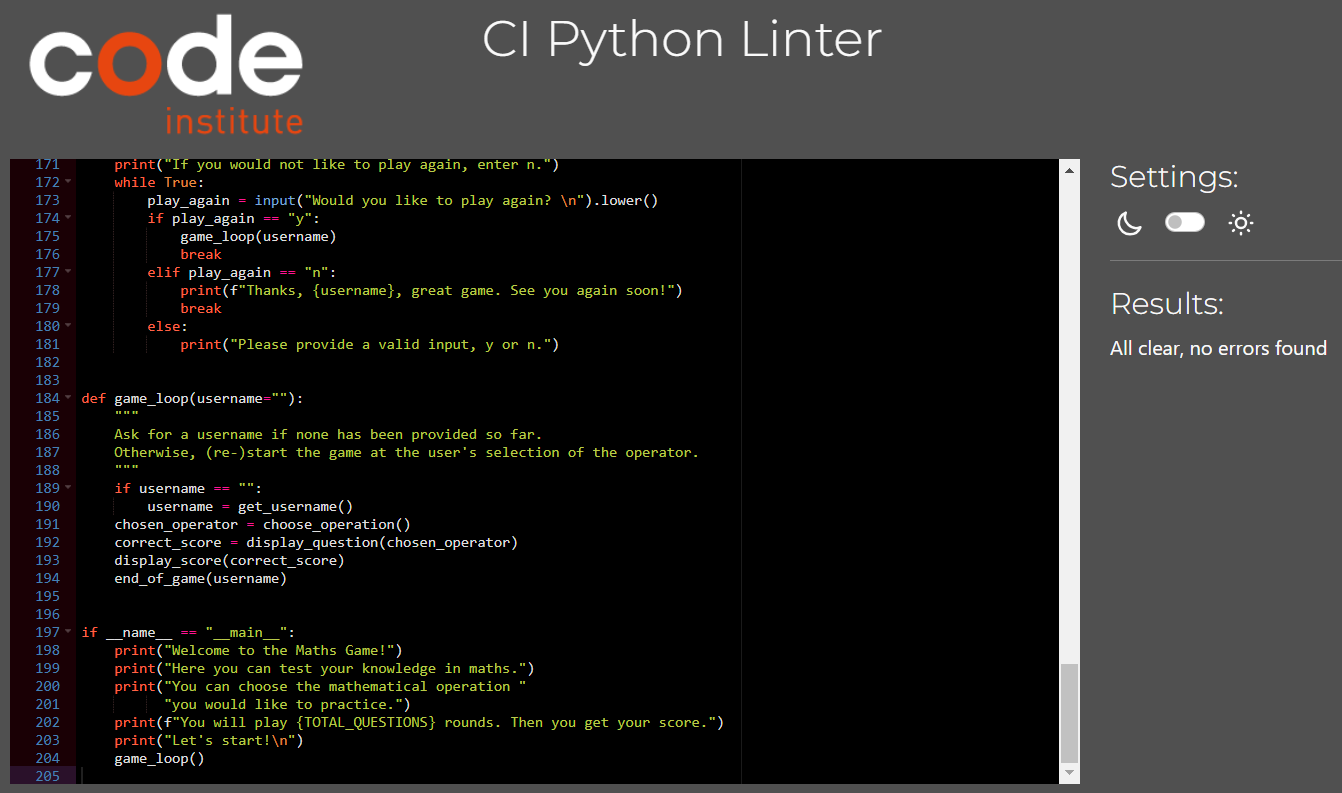 code
institute
CI Python Linter
171 print("If you would not like to play again, enter n.")
172 while True:
173 play_again = input("Would you like to play again? \n").lower()
174 if play_again == "y":
175 game_loop(username)
176 break
177 elif play_again == "n":
178 print(f"Thanks, {username}, great game. See you again soon!")
179 break
180 else:
181 print("Please provide a valid input, y or n.")
182
183
184 def game_loop(username=""):
185 """
186 Ask for a username if none has been provided so far.
187 Otherwise, (re-)start the game at the user's selection of the operator.
188 """
189 if username == "":
190 username = get_username()
191 chosen_operator = choose_operation()
192 correct_score = display_question(chosen_operator)
193 display_score(correct_score)
194 end_of_game(username)
195
196
197 if __name__ == "__main__":
198 print("Welcome to the Maths Game!")
199 print("Here you can test your knowledge in maths.")
200 print("You can choose the mathematical operation "
201 "you would like to practice.")
202 print(f"You will play {TOTAL_QUESTIONS} rounds. Then you get your score.")
203 print("Let's start!\n")
204 game_loop()
205
Settings:
Results:
All clear, no errors found